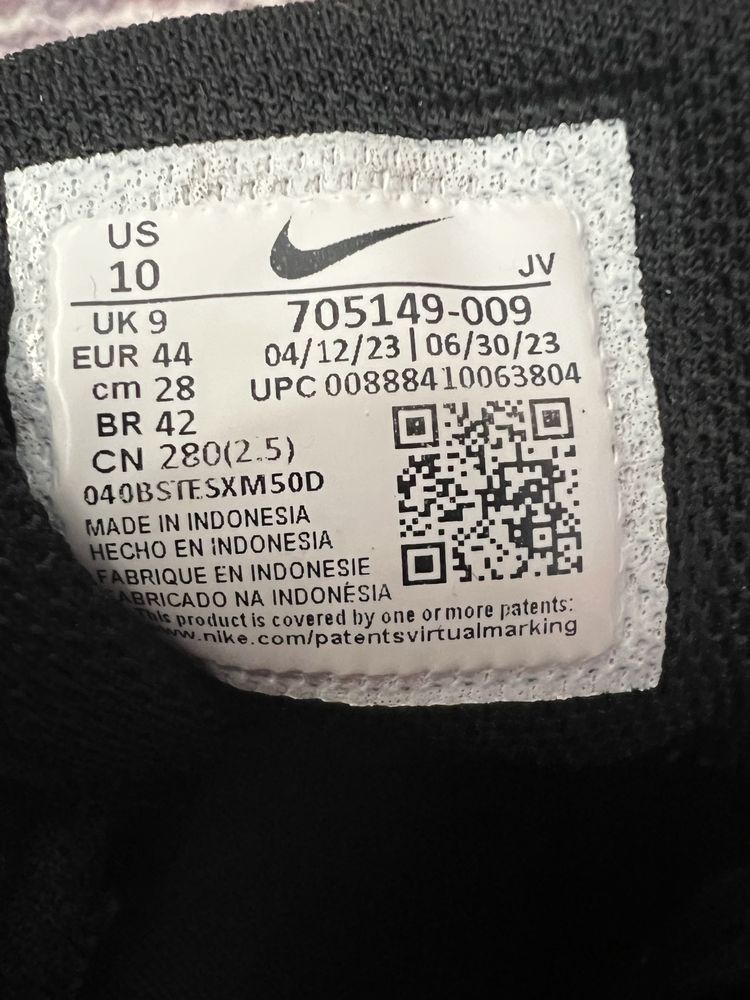 US
10
JV
UK 9
EUR 44
cm 28
BR 42
CN 280(2.5)
705149-009
04/12/23 | 06/30/23
UPC 00888410063804
040BSTESXM50D
MADE IN INDONESIA
HECHO EN INDONESIA
FABRIQUE EN INDONESIE
FABRICADO NA INDONÉSIA
This product is covered by one or more patents:
www.nike.com/patentsvirtualmarking